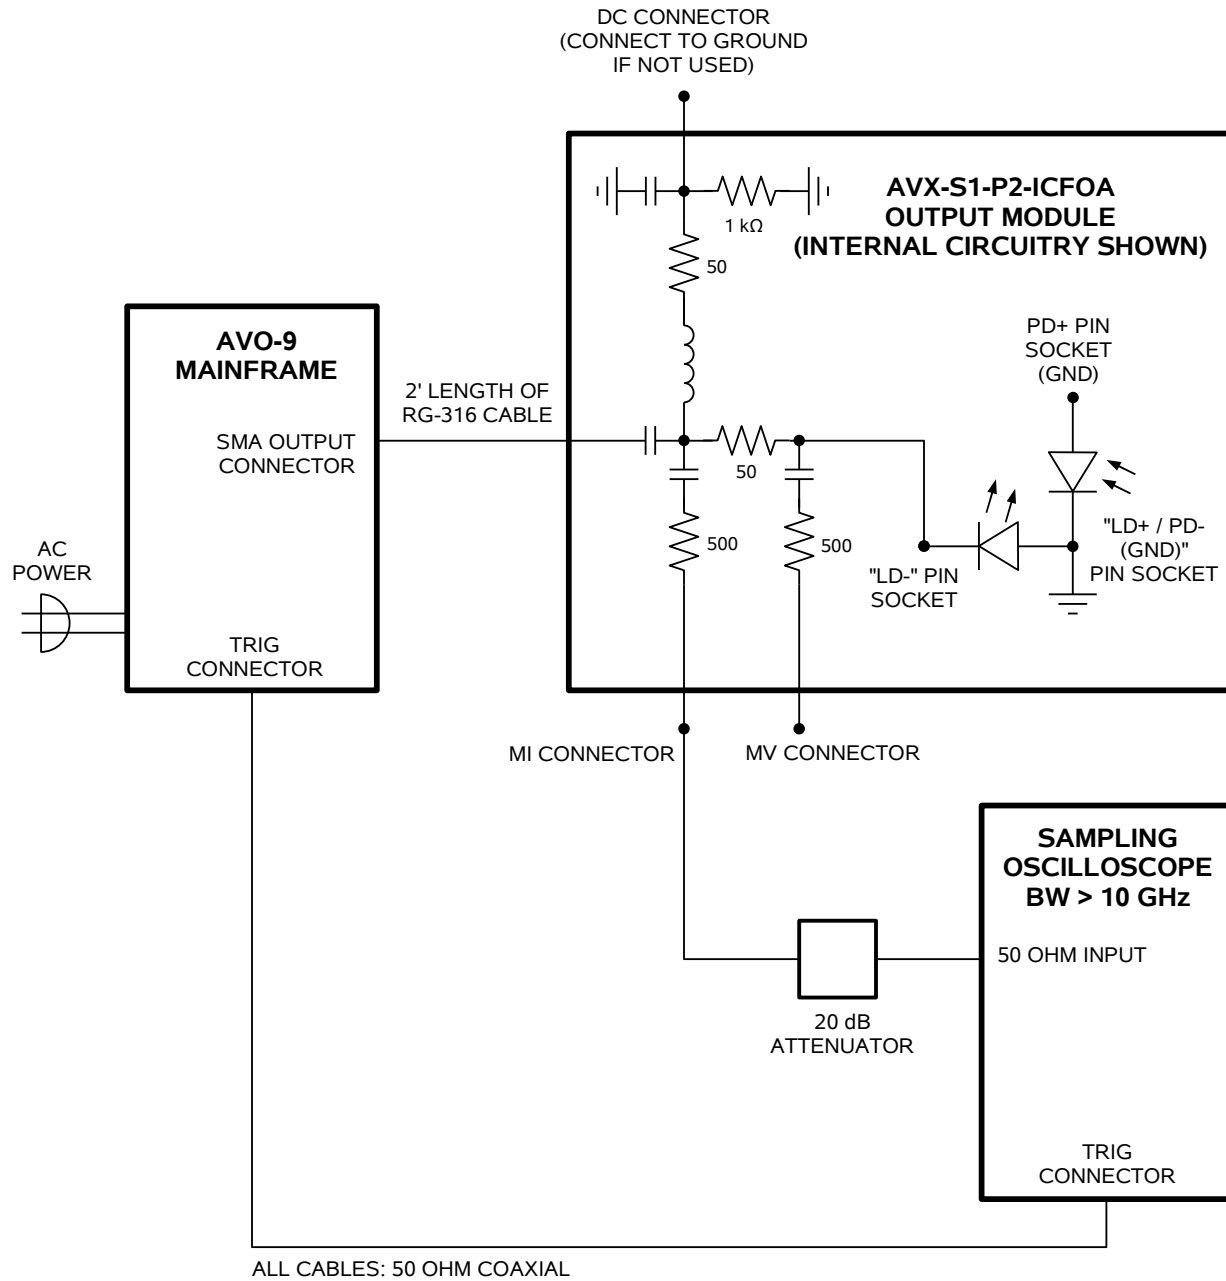 DC CONNECTOR
(CONNECT TO GROUND
IF NOT USED)
AVX-S1-P2-ICFOA
OUTPUT MODULE
(INTERNAL CIRCUITRY SHOWN)
1 kΩ
50
AVO-9
MAINFRAME
PD+ PIN
SOCKET
(GND)
2' LENGTH OF
RG-316 CABLE
SMA OUTPUT
CONNECTOR
50
500
500
"LD+ / PD-
(GND)"
PIN SOCKET
"LD-" PIN
SOCKET
AC
POWER
TRIG
CONNECTOR
MI CONNECTOR
MV CONNECTOR
SAMPLING
OSCILLOSCOPE
BW > 10 GHz
50 OHM INPUT
20 dB
ATTENUATOR
TRIG
CONNECTOR
ALL CABLES: 50 OHM COAXIAL